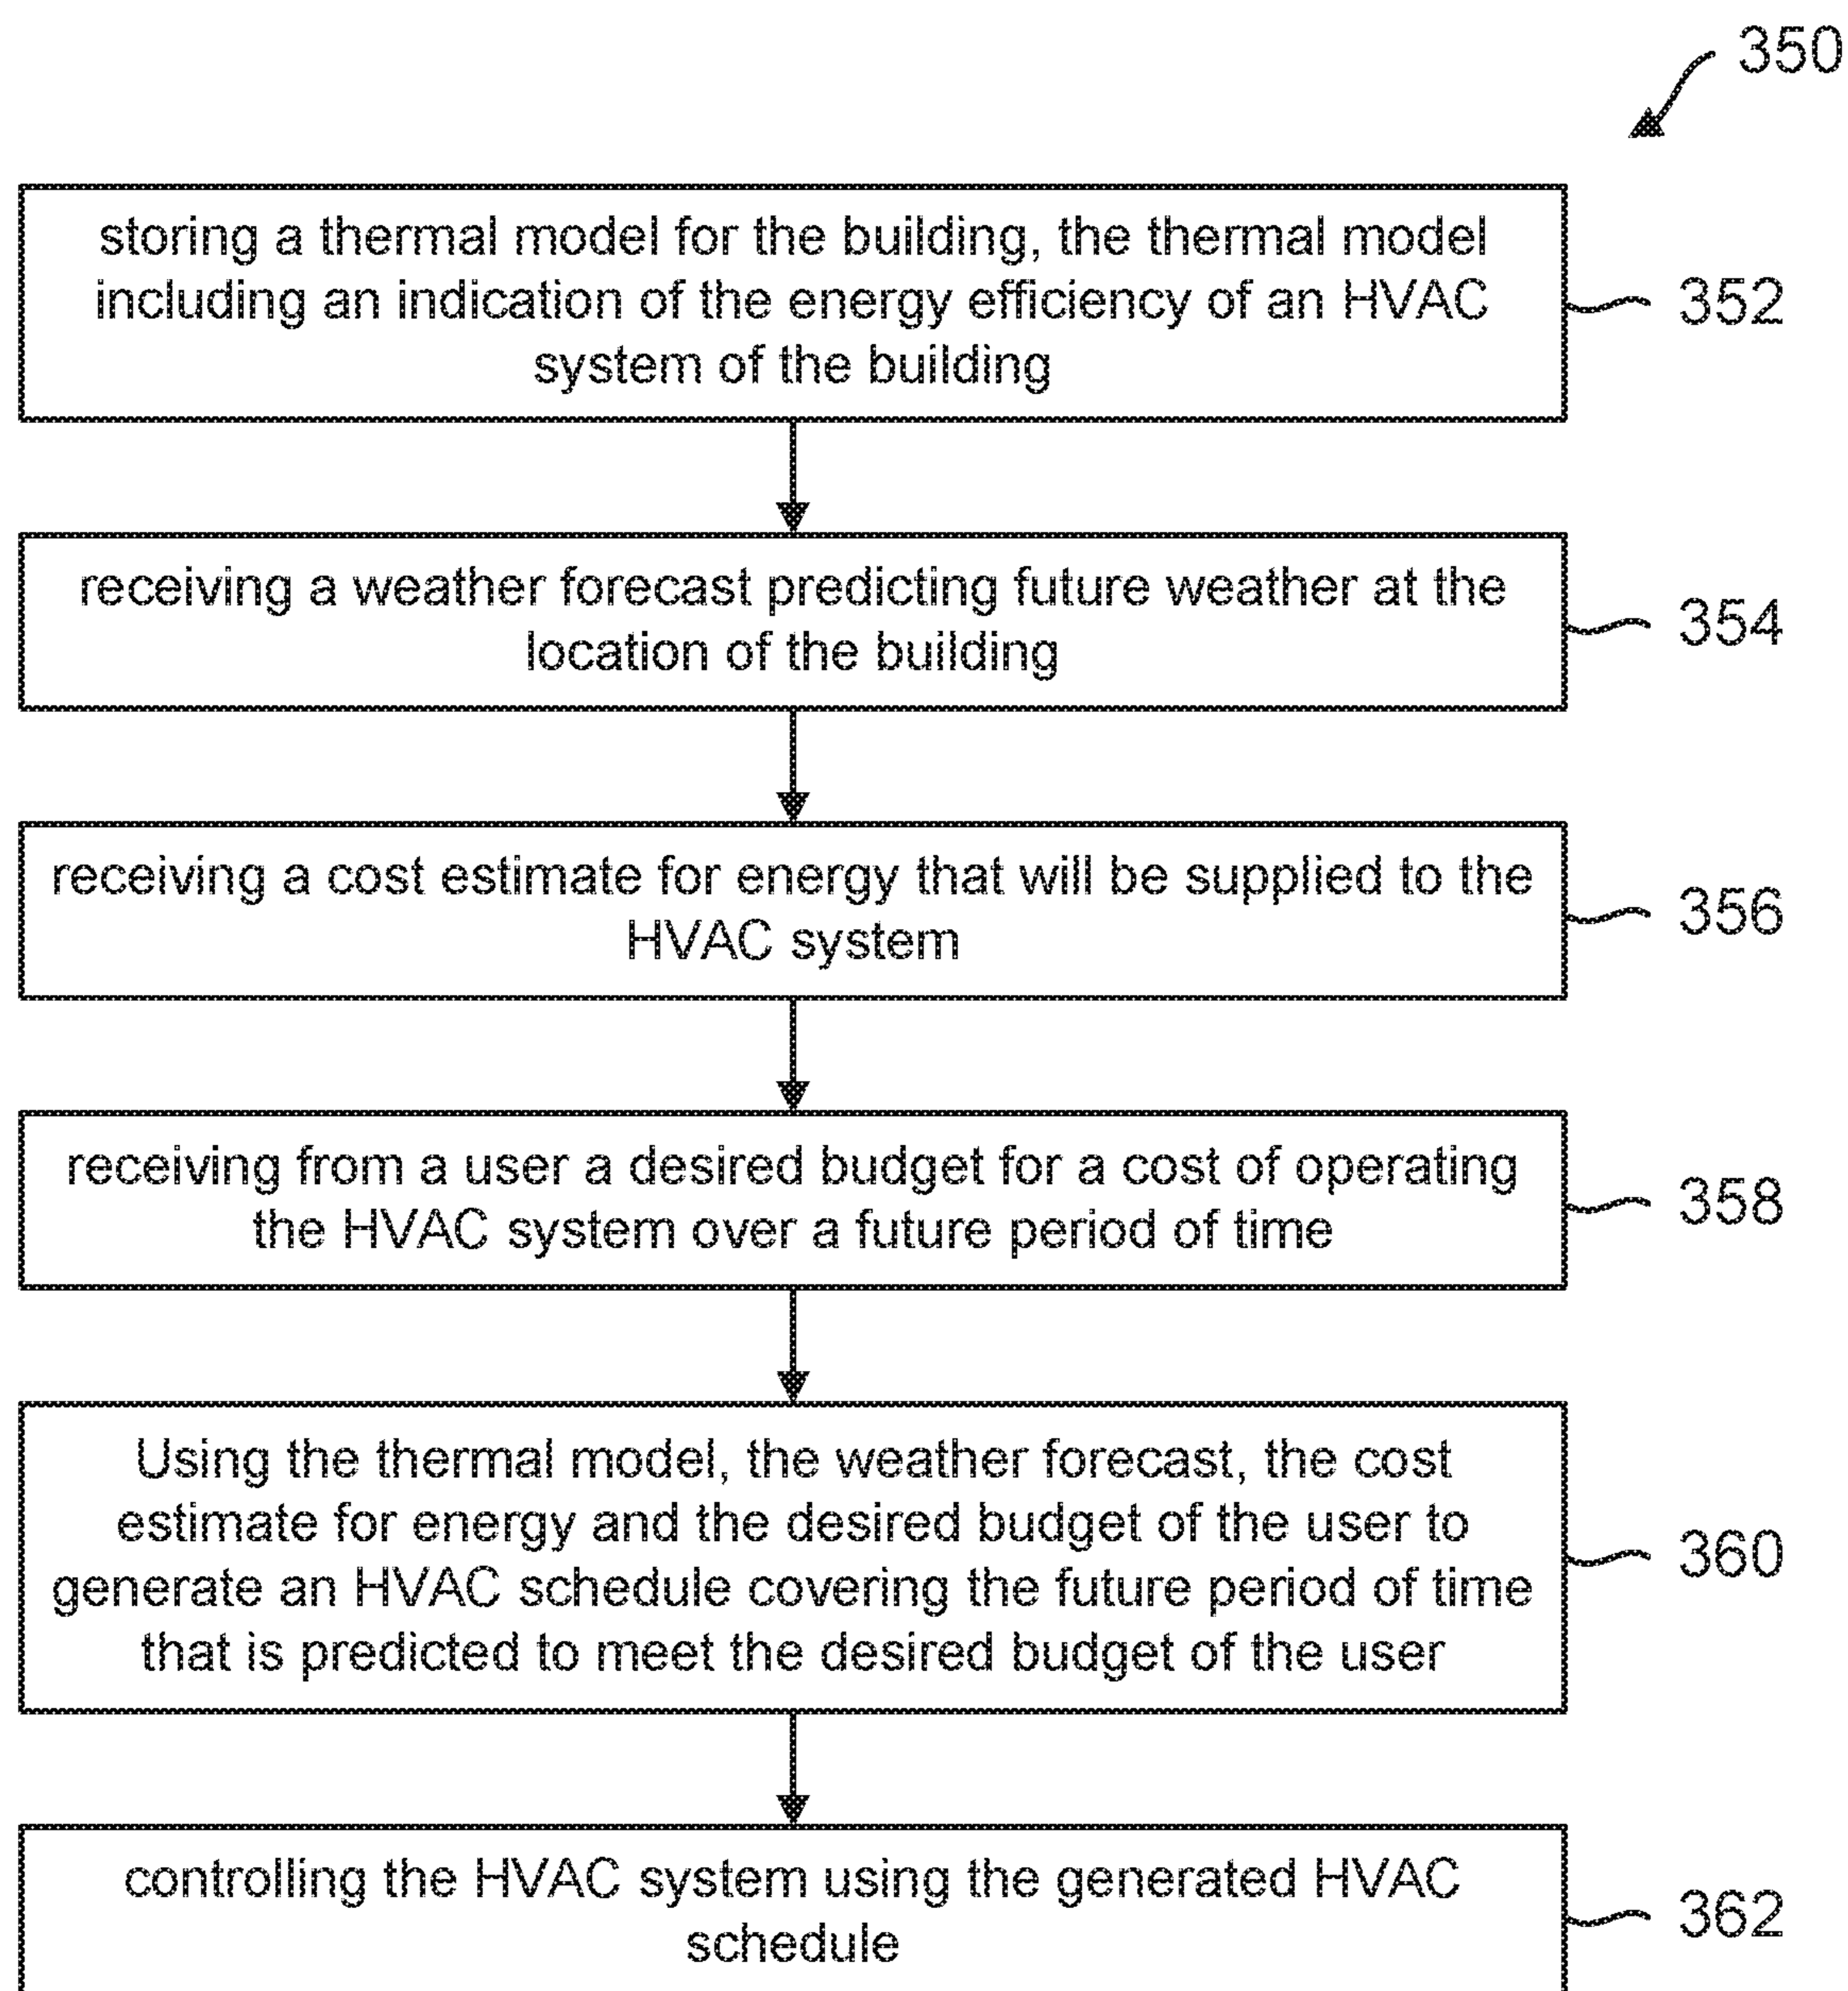 350
storing a thermal model for the building, the thermal model
including an indication of the energy efficiency of an HVAC
system of the building
352
receiving a weather forecast predicting future weather at the
location of the building
354
receiving a cost estimate for energy that will be supplied to the
HVAC system
356
receiving from a user a desired budget for a cost of operating
the HVAC system over a future period of time
358
Using the thermal model, the weather forecast, the cost
estimate for energy and the desired budget of the user to
generate an HVAC schedule covering the future period of time
that is predicted to meet the desired budget of the user
360
controlling the HVAC system using the generated HVAC
schedule
362